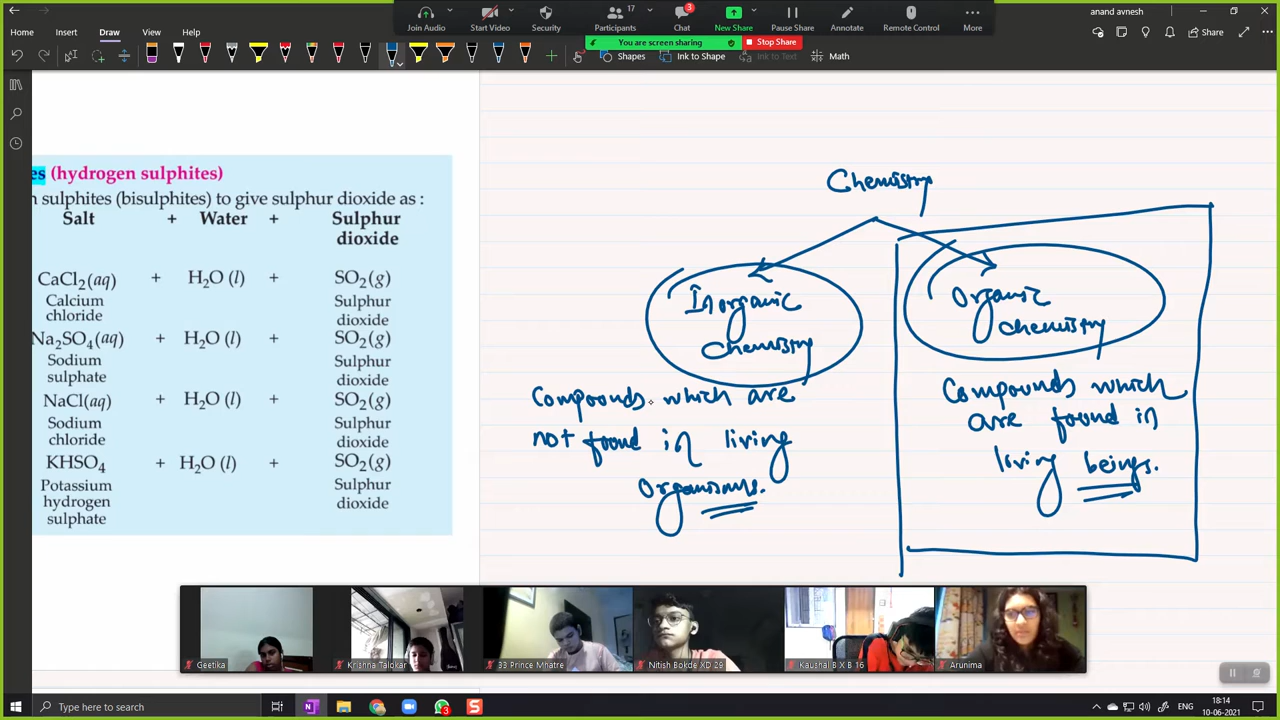 anand avnesh
17
3
Join Audio
Start Video
Security
Participants
Chat
New Share
Pause Share
Annotate
Remote Control
More
Home
Insert
Draw
View
Help
You are screen sharing
Stop Share
Share
Shapes
Ink to Shape
Ink to Text
Math
es (hydrogen sulphites)
n sulphites (bisulphites) to give sulphur dioxide as :
Salt + Water + Sulphur
dioxide
CaCl2(aq) + H2O (l) + SO2(g)
Calcium Sulphur
chloride dioxide
Na2SO4(aq) + H2O (l) + SO2(g)
Sodium Sulphur
sulphate dioxide
NaCl(aq) + H2O (l) + SO2(g)
Sodium Sulphur
chloride dioxide
KHSO4 + H2O (l) + SO2(g)
Potassium Sulphur
hydrogen dioxide
sulphate
Chemistry
Inorganic
Chemistry
Compounds which are
not found in living
organisms.
Organic
chemistry
Compounds which
are found in
living beings.
Geetika
Krishna Talokar
33 Prince Mhatre
Nitish Bokde XD 29
Kaushal B X B 16
Arunima
Type here to search
3
S
ENG
18:14
10-06-2021